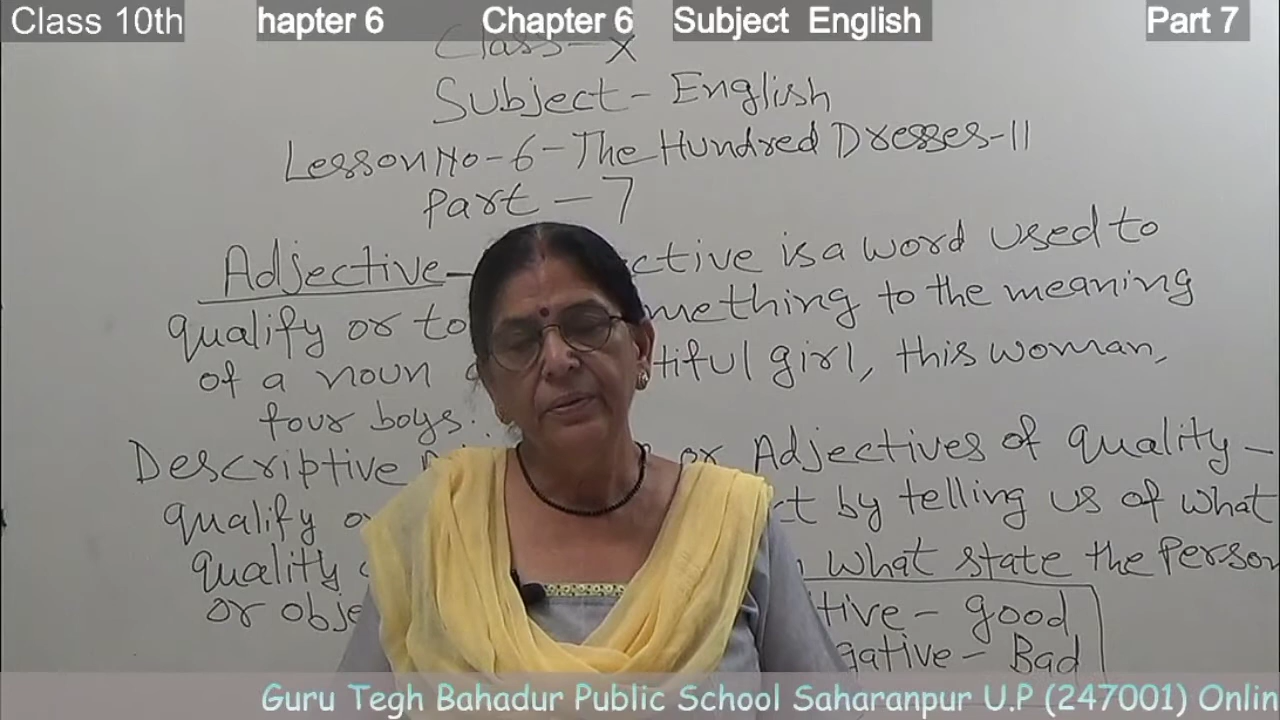 Class 10th hapter 6 Chapter 6 Subject English Part 7
Class-X
Subject - English
Lesson No-6-The Hundred Dresses-II
Part - 7
Adjective - ctive is a word used to
qualify or to mething to the meaning
of a noun tiful girl, this woman,
four boys.
Descriptive or Adjectives of quality -
qualify by telling us of what
quality what state the Person
or obje
itive - good
gative - Bad
Guru Tegh Bahadur Public School Saharanpur U.P (247001) Onlin